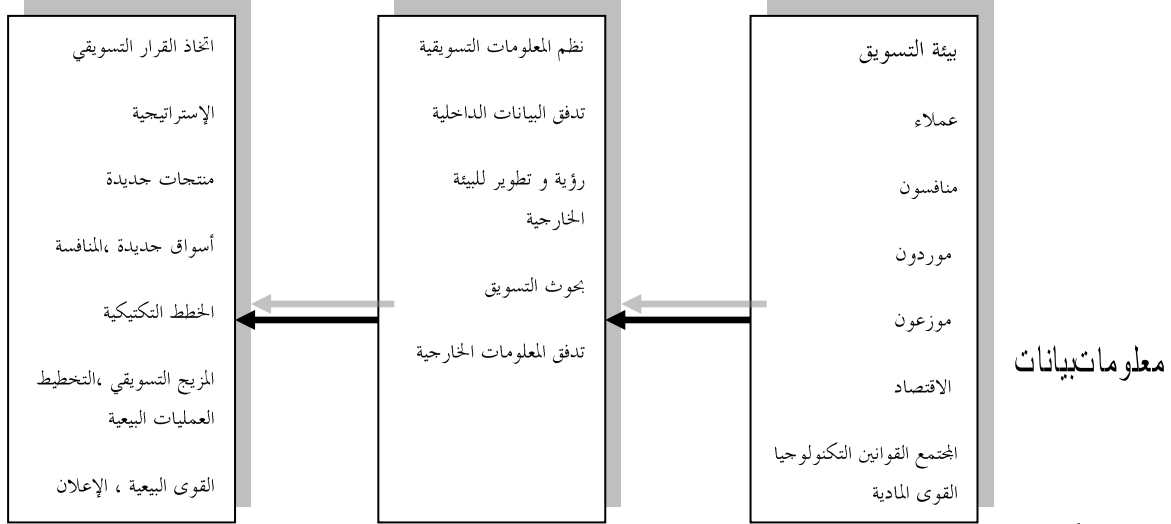 بيئة التسويق
عملاء
منافسون
موردون
موزعون
الاقتصاد
المجتمع القوانين التكنولوجيا
القوى المادية
نظم المعلومات التسويقية
تدفق البيانات الداخلية
رؤية و تطوير للبيئة
الخارجية
بحوث التسويق
تدفق المعلومات الخارجية
اتخاذ القرار التسويقي
الإستراتيجية
منتجات جديدة
أسواق جديدة ،المنافسة
الخطط التكتيكية
المزيج التسويقي ،التخطيط
العمليات البيعية
القوى البيعية ، الإعلان
معلوماتبيانات